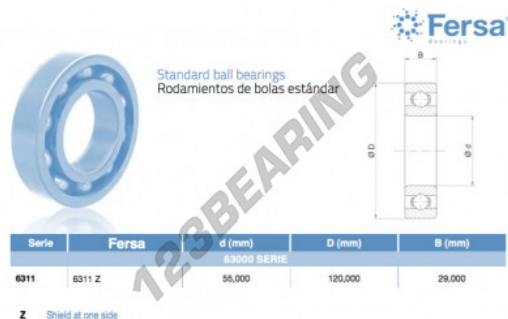 Fersa
Bearings
Standard ball bearings
Rodamientos de bolas estándar
B
Ø D
Ø d
123BEARING
Serie Fersa d (mm) D (mm) B (mm)
63000 SERIE
6311 6311 Z 55,000 120,000 29,000
Z Shield at one side